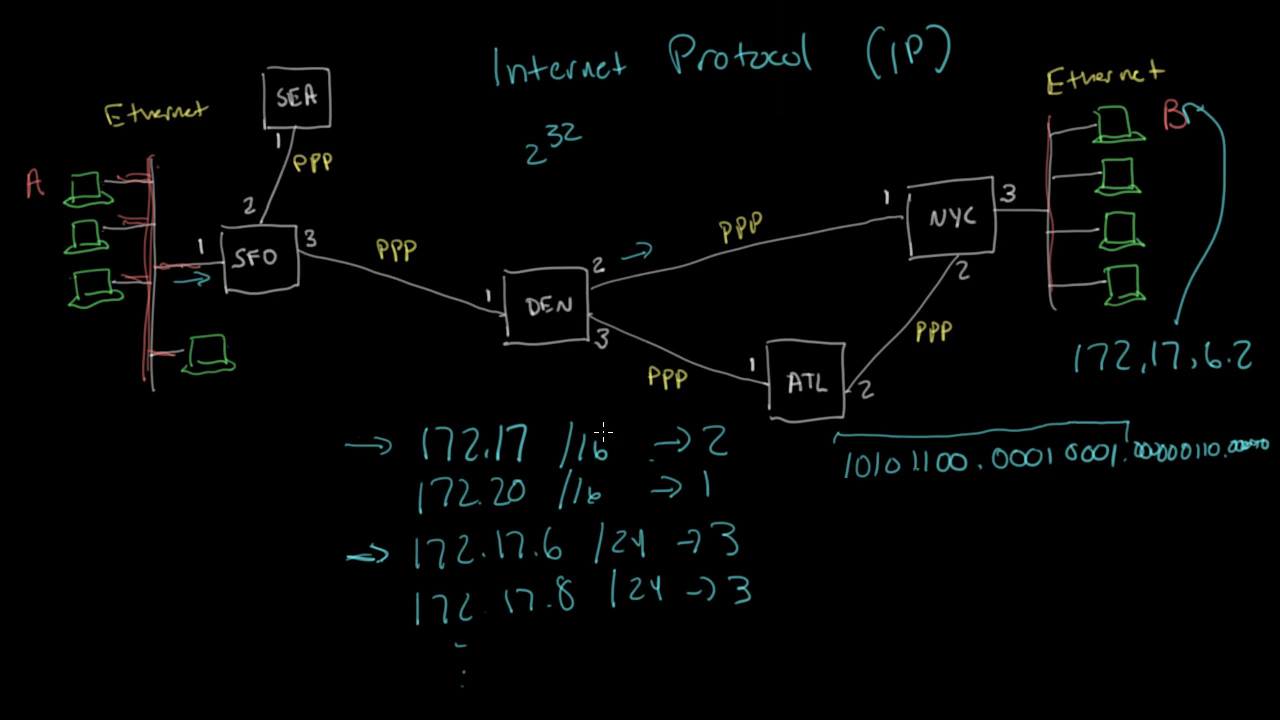 Internet Protocol (IP)
Ethernet
Ethernet
SEA
1
PPP
2^32
A
B
2
1
SFO
3
PPP
PPP
1
NYC
3
2
1
DEN
2
3
PPP
PPP
1
ATL
2
172.17.6.2
→ 172.17 /16 → 2
10101100.00010001.
172.20 /16 → 1
→ 172.17.6 /24 → 3
172.17.8 /24 → 3